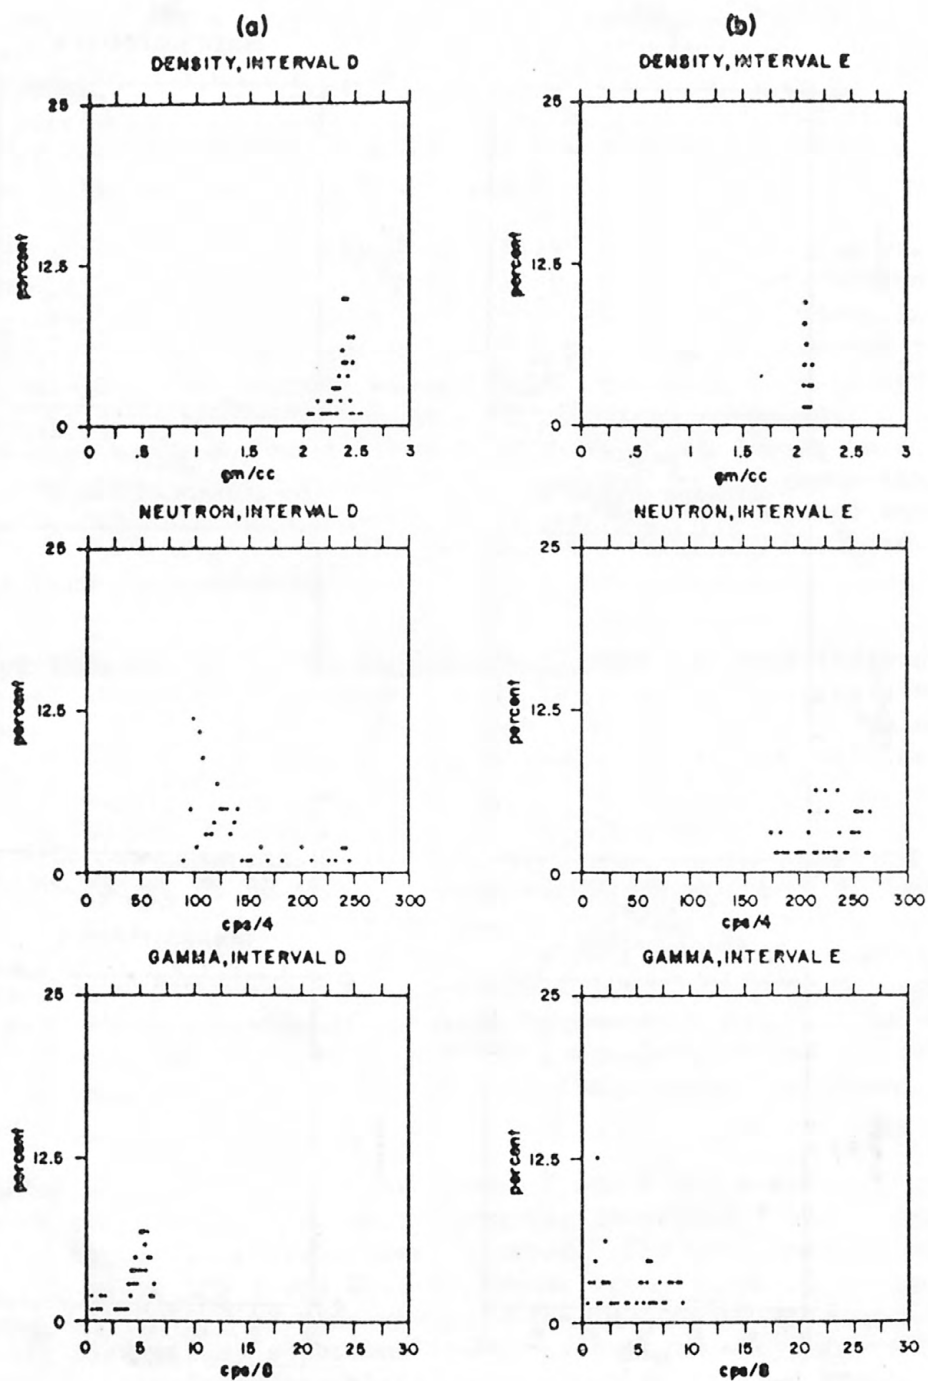 (a)
DENSITY, INTERVAL D
25
12.5
0
percent
0 .5 1 1.5 2 2.5 3
gm/cc
NEUTRON, INTERVAL D
25
12.5
0
percent
0 50 100 150 200 250 300
cps/4
GAMMA, INTERVAL D
25
12.5
0
percent
0 5 10 15 20 25 30
cps/8
(b)
DENSITY, INTERVAL E
25
12.5
0
percent
0 .5 1 1.5 2 2.5 3
gm/cc
NEUTRON, INTERVAL E
25
12.5
0
percent
0 50 100 150 200 250 300
cps/4
GAMMA, INTERVAL E
25
12.5
0
percent
0 5 10 15 20 25 30
cps/8